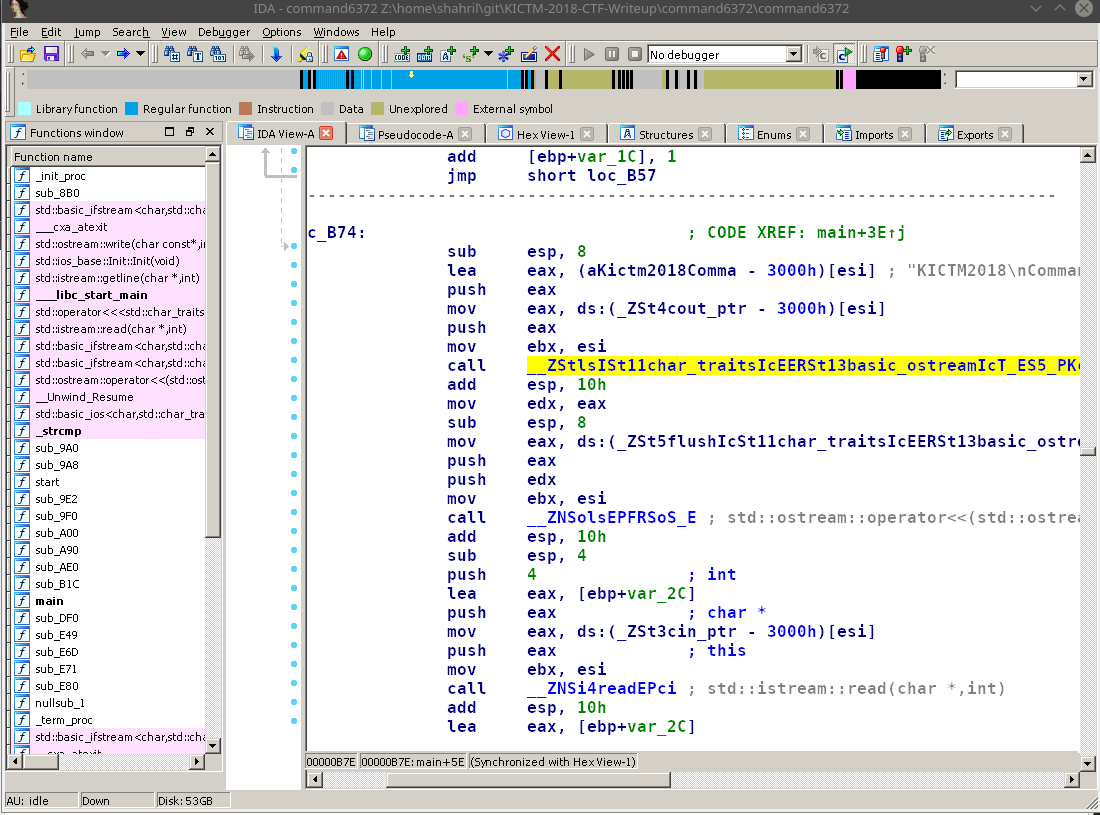 IDA - command6372 Z:\home\shahril\git\KICTM-2018-CTF-Writeup\command6372\command6372
File Edit Jump Search View Debugger Options Windows Help
No debugger
Library function Regular function Instruction Data Unexplored External symbol
Functions window
IDA View-A Pseudocode-A Hex View-1 Structures Enums Imports Exports
Function name
_init_proc
sub_8B0
std::basic_ifstream<char,std::cha
___cxa_atexit
std::ostream::write(char const*,in
std::ios_base::Init::Init(void)
std::istream::getline(char *,int)
___libc_start_main
std::operator<<<std::char_traits
std::istream::read(char *,int)
std::basic_ifstream<char,std::cha
std::basic_ifstream<char,std::cha
std::ostream::operator<<(std::ost
__Unwind_Resume
std::basic_ios<char,std::char_tra
_strcmp
sub_9A0
sub_9A8
start
sub_9E2
sub_9F0
sub_A00
sub_A90
sub_AE0
sub_B1C
main
sub_DF0
sub_E49
sub_E6D
sub_E71
sub_E80
nullsub_1
_term_proc
std::basic_ifstream<char,std::cha
__cxa_atexit
add [ebp+var_1C], 1
jmp short loc_B57
---------------------------------------------------------------------------
c_B74: ; CODE XREF: main+3E↑j
sub esp, 8
lea eax, (aKictm2018Comma - 3000h)[esi] ; "KICTM2018\nComman
push eax
mov eax, ds:(_ZSt4cout_ptr - 3000h)[esi]
push eax
mov ebx, esi
call __ZStlsISt11char_traitsIcEERSt13basic_ostreamIcT_ES5_PKc
add esp, 10h
mov edx, eax
sub esp, 8
mov eax, ds:(_ZSt5flushIcSt11char_traitsIcEERSt13basic_ostre
push eax
push edx
mov ebx, esi
call __ZNSolsEPFRSoS_E ; std::ostream::operator<<(std::ostrea
add esp, 10h
sub esp, 4
push 4 ; int
lea eax, [ebp+var_2C]
push eax ; char *
mov eax, ds:(_ZSt3cin_ptr - 3000h)[esi]
push eax ; this
mov ebx, esi
call __ZNSi4readEPci ; std::istream::read(char *,int)
add esp, 10h
lea eax, [ebp+var_2C]
00000B7E 00000B7E: main+5E (Synchronized with Hex View-1)
AU: idle Down Disk: 53GB